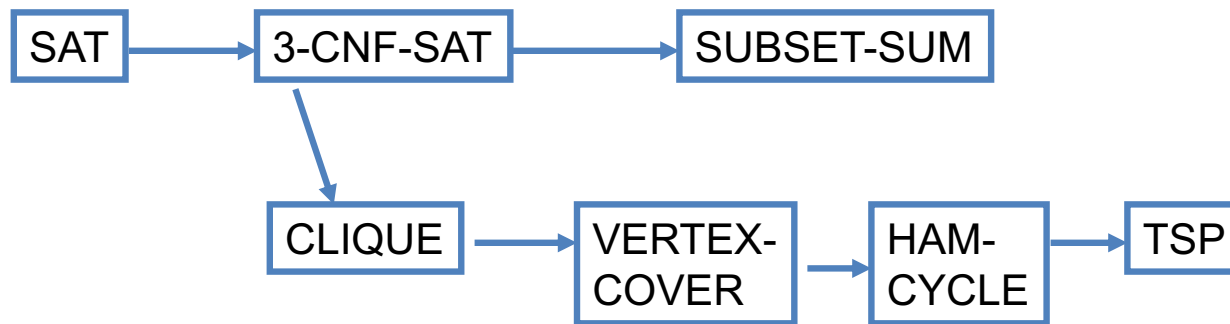 SAT
3-CNF-SAT
SUBSET-SUM
CLIQUE
VERTEX-
COVER
HAM-
CYCLE
TSP